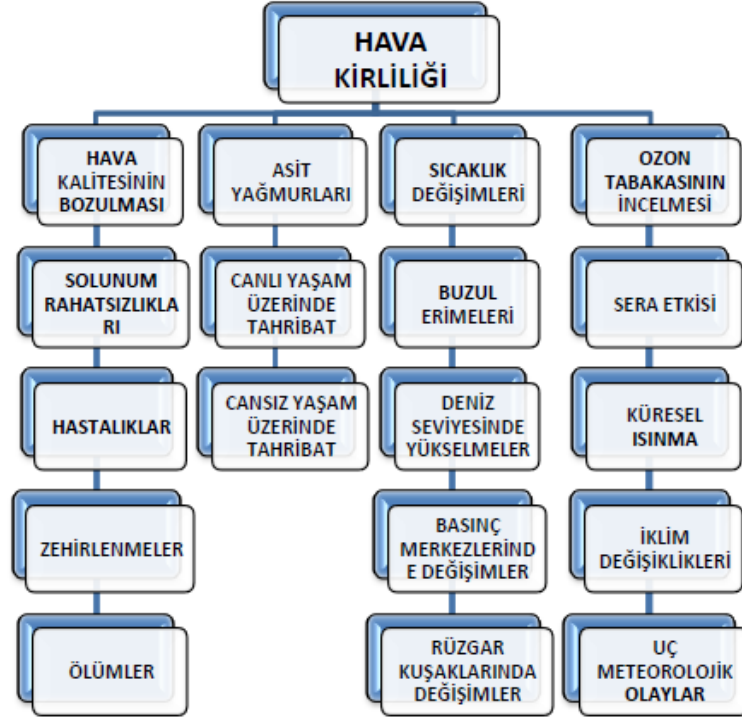 HAVA
KİRLİLİĞİ
HAVA
KALİTESİNİN
BOZULMASI
SOLUNUM
RAHATSIZLIKLA
RI
HASTALIKLAR
ZEHİRLENMELER
ÖLÜMLER
ASİT
YAĞMURLARI
CANLI YAŞAM
ÜZERİNDE
TAHRİBAT
CANSIZ YAŞAM
ÜZERİNDE
TAHRİBAT
SICAKLIK
DEĞİŞİMLERİ
BUZUL
ERİMELERİ
DENİZ
SEVİYESİNDE
YÜKSELMELER
BASINÇ
MERKEZLERİND
E DEĞİŞİMLER
RÜZGAR
KUŞAKLARINDA
DEĞİŞİMLER
OZON
TABAKASININ
İNCELMESİ
SERA ETKİSİ
KÜRESEL
ISINMA
İKLİM
DEĞİŞİKLİKLERİ
UÇ
METEOROLOJİK
OLAYLAR